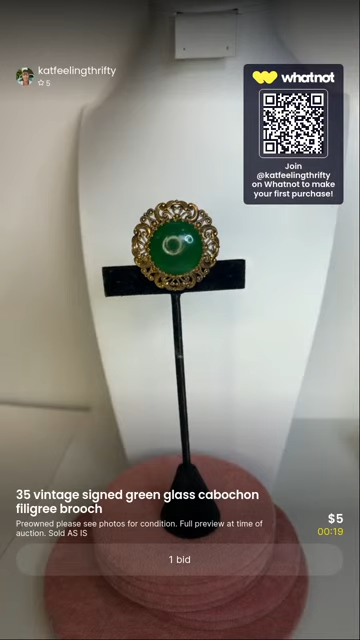 katfeelingthrifty
☆ 5
whatnot
Join
@katfeelingthrifty
on Whatnot to make
your first purchase!
35 vintage signed green glass cabochon
filigree brooch
$5
Preowned please see photos for condition. Full preview at time of
auction. Sold AS IS
00:19
1 bid